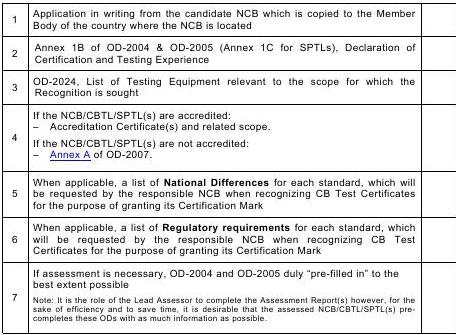 1
Application in writing from the candidate NCB which is copied to the Member
Body of the country where the NCB is located
2
Annex 1B of OD-2004 & OD-2005 (Annex 1C for SPTLs), Declaration of
Certification and Testing Experience
3
OD-2024, List of Testing Equipment relevant to the scope for which the
Recognition is sought
4
If the NCB/CBTL/SPTL(s) are accredited:
– Accreditation Certificate(s) and related scope.
If the NCB/CBTL/SPTL(s) are not accredited:
– Annex A of OD-2007.
5
When applicable, a list of National Differences for each standard, which will
be requested by the responsible NCB when recognizing CB Test Certificates
for the purpose of granting its Certification Mark
6
When applicable, a list of Regulatory requirements for each standard, which
will be requested by the responsible NCB when recognizing CB Test
Certificates for the purpose of granting its Certification Mark
7
If assessment is necessary, OD-2004 and OD-2005 duly “pre-filled in” to the
best extent possible
Note: It is the role of the Lead Assessor to complete the Assessment Report(s) however, for the
sake of efficiency and to save time, it is desirable that the assessed NCB/CBTL/SPTL(s) pre-
completes these ODs with as much information as possible.